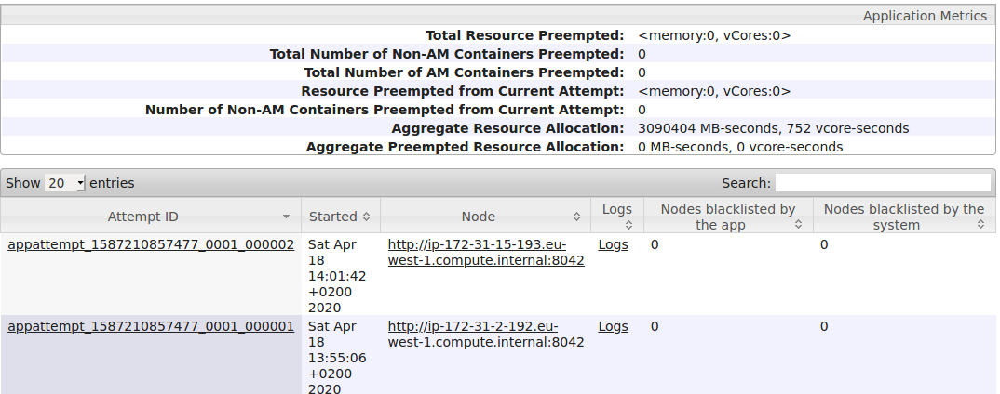 Application Metrics
Total Resource Preempted: <memory:0, vCores:0>
Total Number of Non-AM Containers Preempted: 0
Total Number of AM Containers Preempted: 0
Resource Preempted from Current Attempt: <memory:0, vCores:0>
Number of Non-AM Containers Preempted from Current Attempt: 0
Aggregate Resource Allocation: 3090404 MB-seconds, 752 vcore-seconds
Aggregate Preempted Resource Allocation: 0 MB-seconds, 0 vcore-seconds
Show 20 entries Search:
Attempt ID Started Node Logs Nodes blacklisted by the app Nodes blacklisted by the system
appattempt_1587210857477_0001_000002 Sat Apr http://ip-172-31-15-193.eu- Logs 0 0
18 west-1.compute.internal:8042
14:01:42
+0200
2020
appattempt_1587210857477_0001_000001 Sat Apr http://ip-172-31-2-192.eu- Logs 0 0
18 west-1.compute.internal:8042
13:55:06
+0200
2020